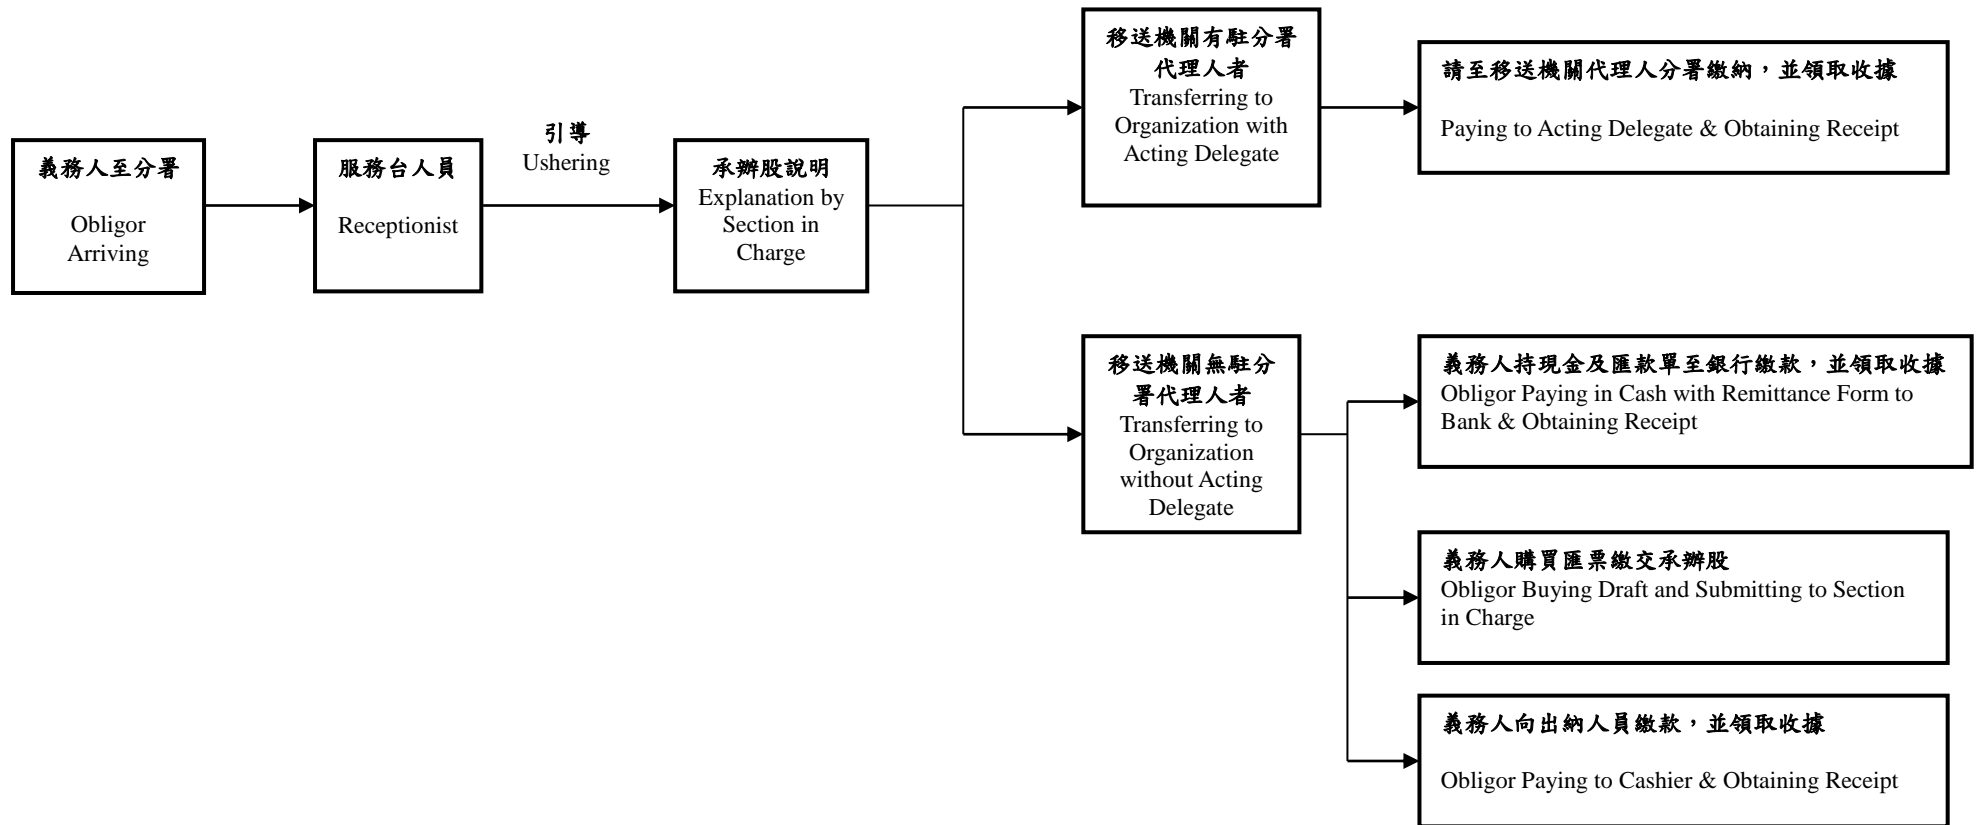 義務人至分署
Obligor
Arriving
服務台人員
Receptionist
引導
Ushering
承辦股說明
Explanation by
Section in
Charge
移送機關有駐分署
代理人者
Transferring to
Organization with
Acting Delegate
請至移送機關代理人分署繳納，並領取收據
Paying to Acting Delegate & Obtaining Receipt
移送機關無駐分
署代理人者
Transferring to
Organization
without Acting
Delegate
義務人持現金及匯款單至銀行繳款，並領取收據
Obligor Paying in Cash with Remittance Form to
Bank & Obtaining Receipt
義務人購買匯票繳交承辦股
Obligor Buying Draft and Submitting to Section
in Charge
義務人向出納人員繳款，並領取收據
Obligor Paying to Cashier & Obtaining Receipt